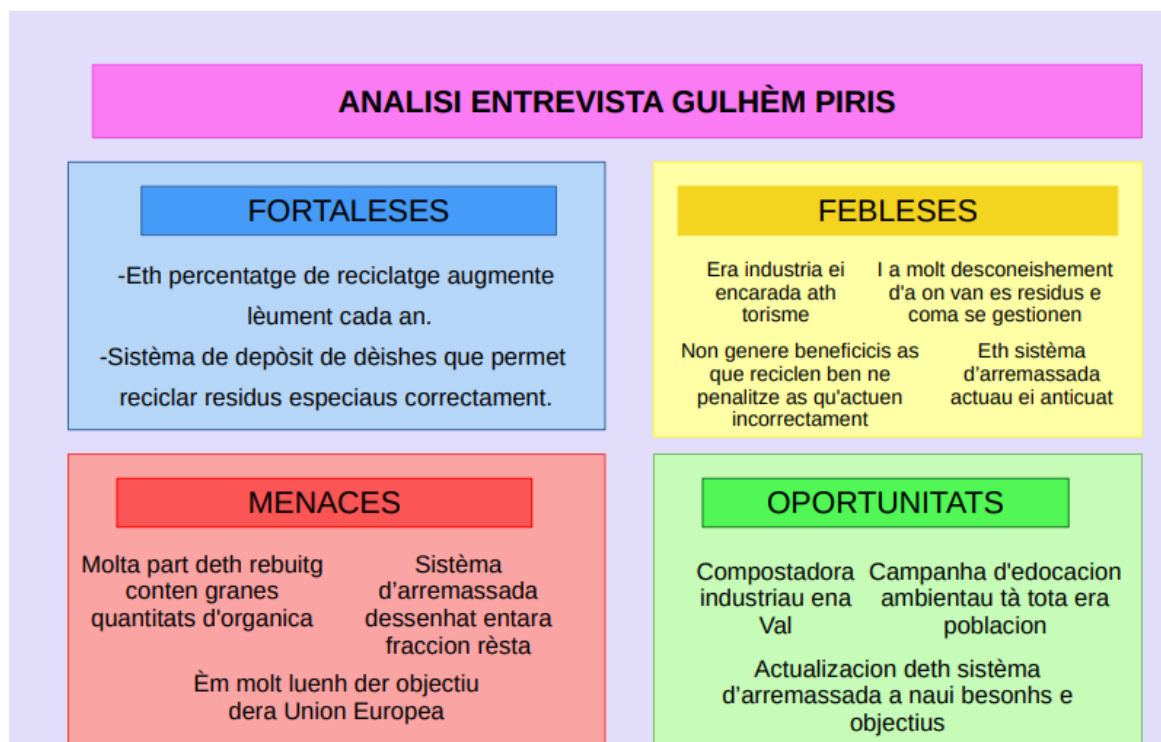 ANALISI ENTREVISTA GULHÈM PIRIS
FORTALESES
-Eth percentatge de reciclatge augmente
lèument cada an.
-Sistèma de depòsit de dèishes que permet
reciclar residus especiaus correctament.
FEBLESES
Era industria ei
encarada ath
torisme
I a molt desconeishement
d'a on van es residus e
coma se gestionen
Non genere beneficicis as
que reciclen ben ne
penalitze as qu'actuen
incorrectament
Eth sistèma
d'arremassada
actuau ei anticuat
MENACES
Molta part deth rebuitg
conten granes
quantitats d'organica
Sistèma
d'arremassada
dessenhat entara
fraccion rèsta
Èm molt luenh der objectiu
dera Union Europea
OPORTUNITATS
Compostadora
industriau ena
Val
Campanha d'edocacion
ambientau tà tota era
poblacion
Actualizacion deth sistèma
d'arremassada a naui besonhs e
objectius